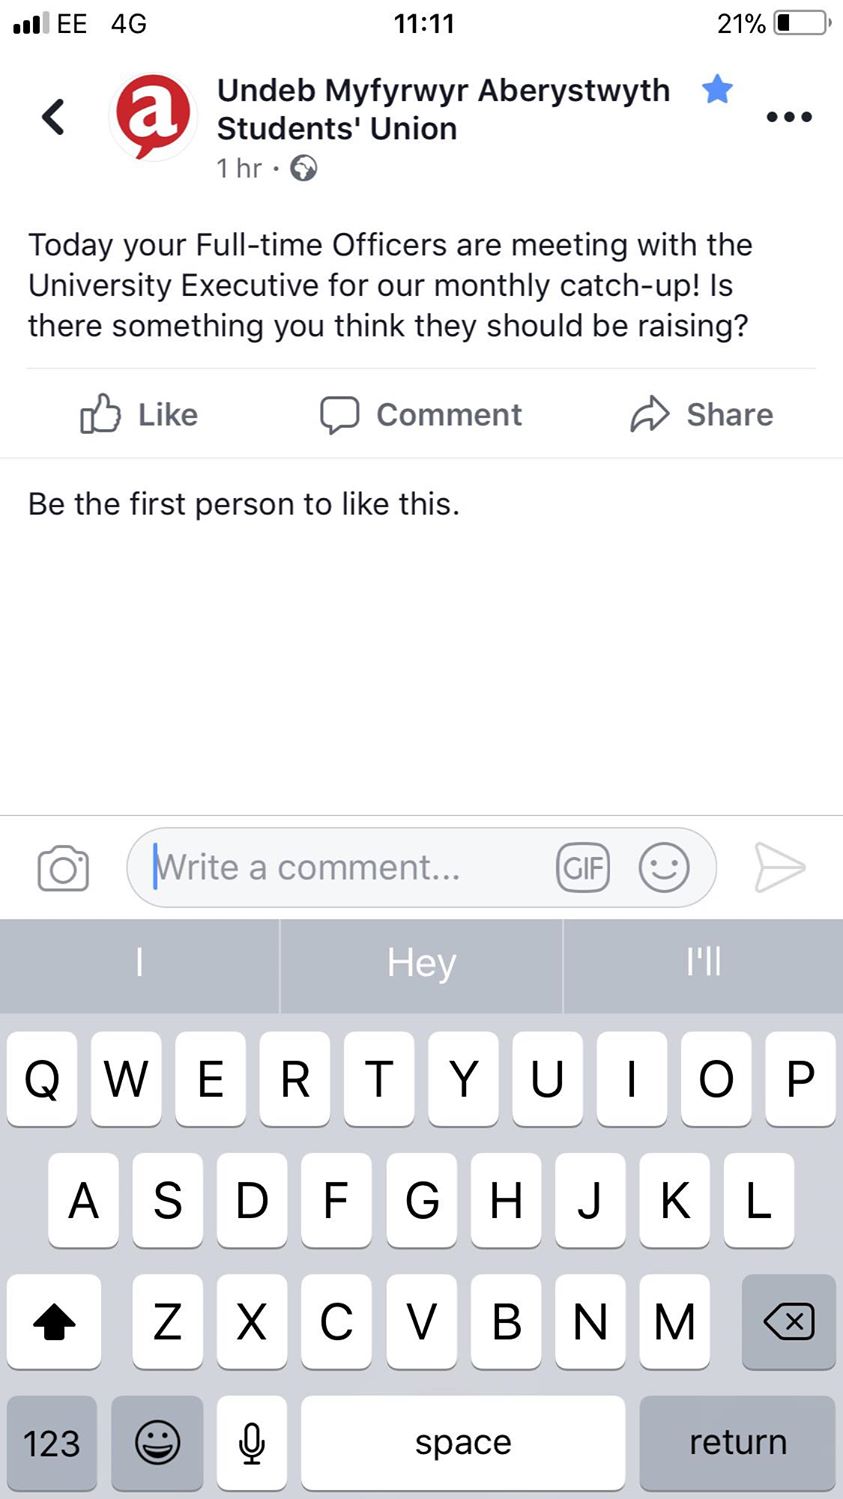 EE 4G 11:11 21%
a
Undeb Myfyrwyr Aberystwyth
Students' Union
1 hr ·
Today your Full-time Officers are meeting with the
University Executive for our monthly catch-up! Is
there something you think they should be raising?
Like Comment Share
Be the first person to like this.
Write a comment... GIF
I Hey I'll
Q W E R T Y U I O P
A S D F G H J K L
Z X C V B N M
123 space return